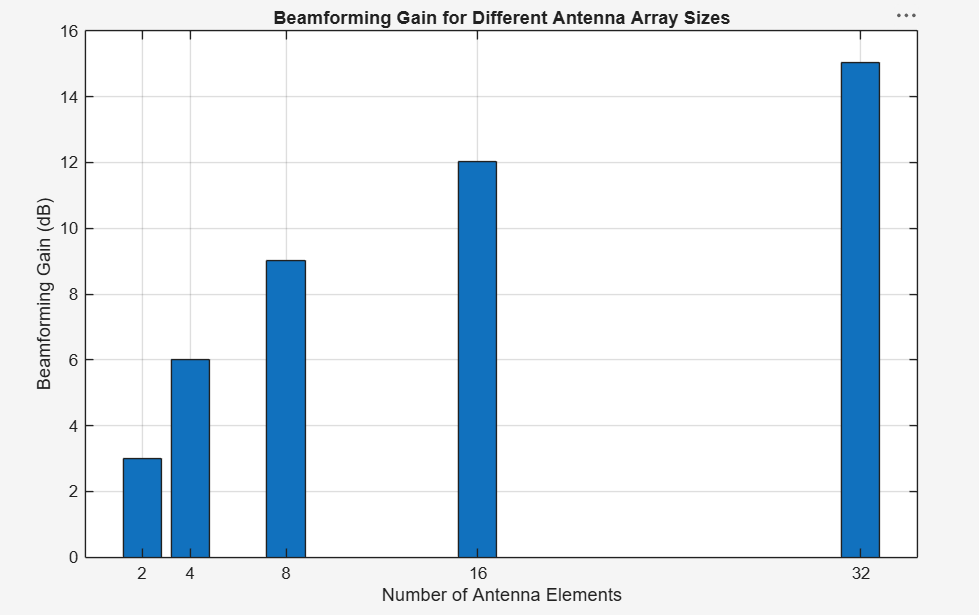 Beamforming Gain for Different Antenna Array Sizes
16
14
12
10
8
6
4
2
0
Beamforming Gain (dB)
2 4 8 16 32
Number of Antenna Elements